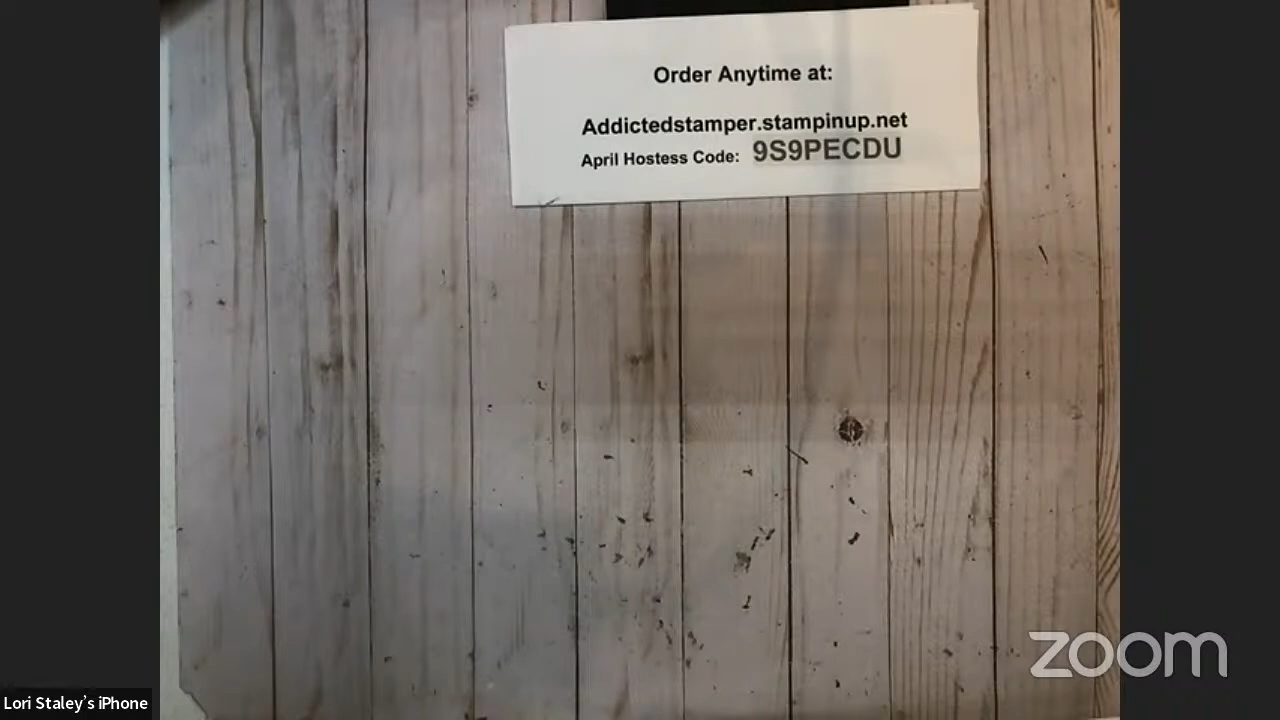 Order Anytime at:
Addictedstamper.stampinup.net
April Hostess Code: 9S9PECDU
zoom
Lori Staley's iPhone